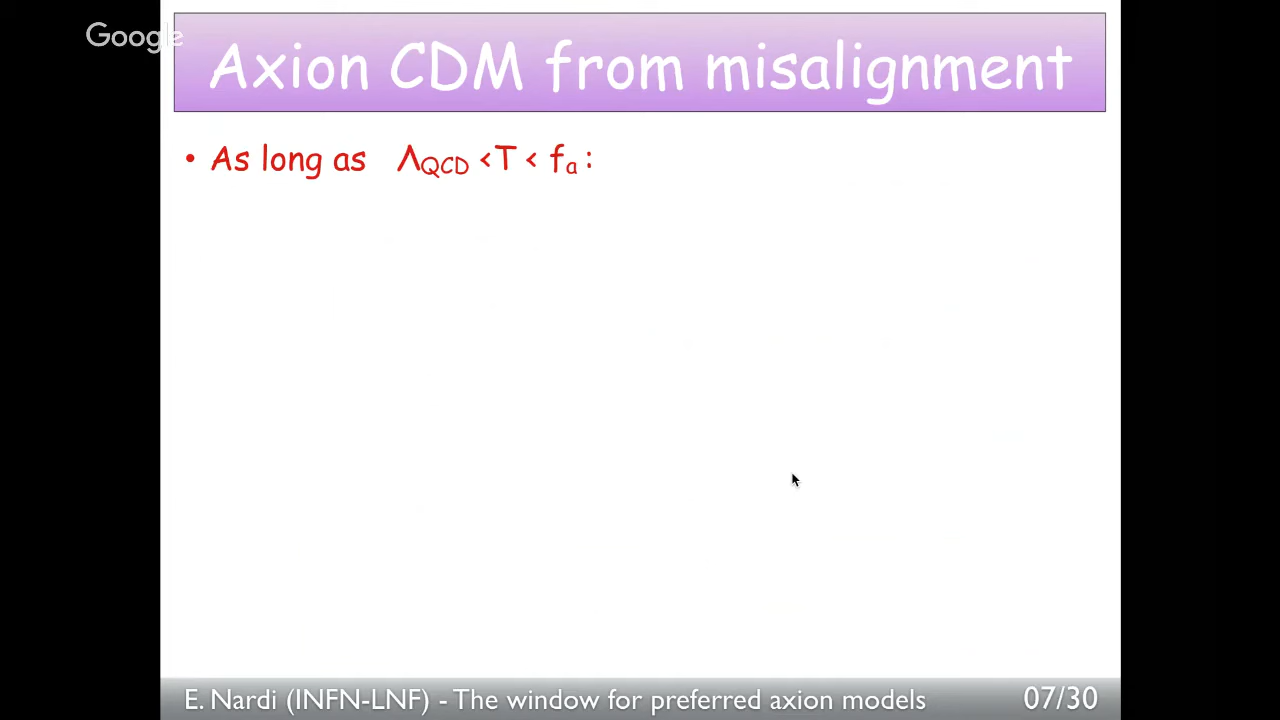 Google
Axion CDM from misalignment
• As long as Λ_QCD < T < f_a :
E. Nardi (INFN-LNF) - The window for preferred axion models 07/30